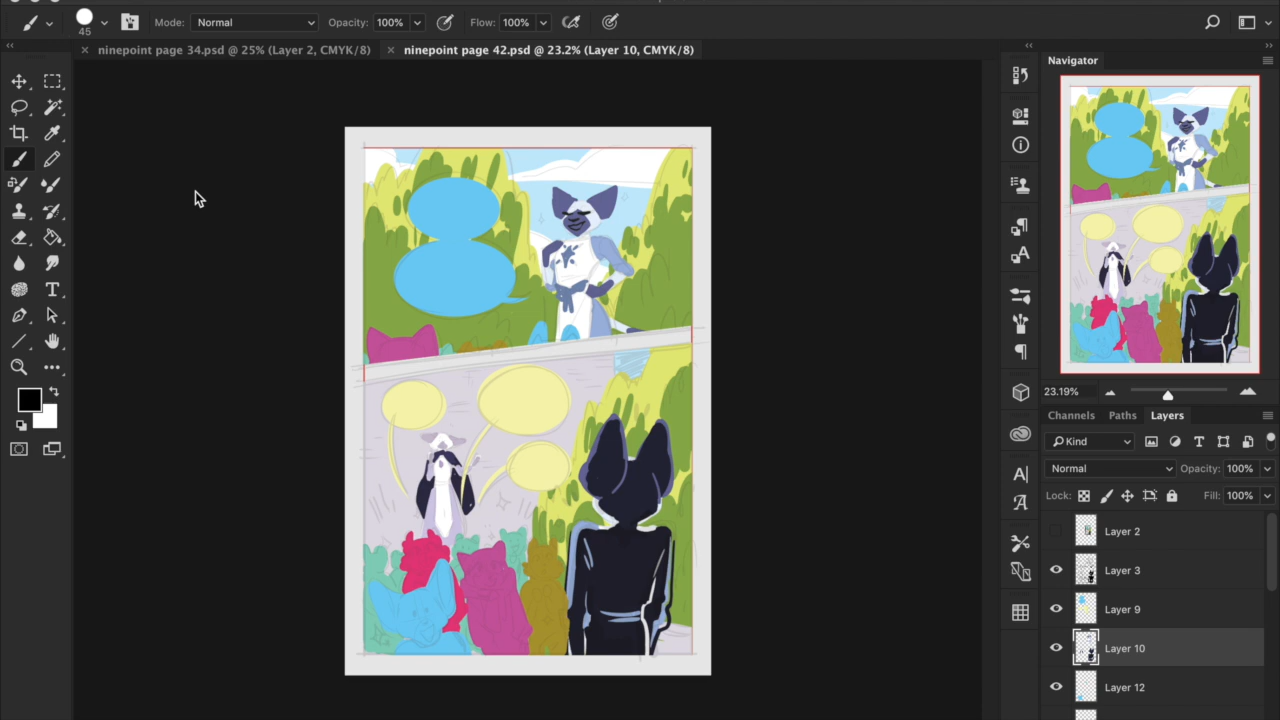 45
Mode: Normal Opacity: 100% Flow: 100%
ninepoint page 34.psd @ 25% (Layer 2, CMYK/8) ninepoint page 42.psd @ 23.2% (Layer 10, CMYK/8)
Navigator
23.19%
Channels Paths Layers
Kind
Normal Opacity: 100%
Lock: Fill: 100%
Layer 2
Layer 3
Layer 9
Layer 10
Layer 12